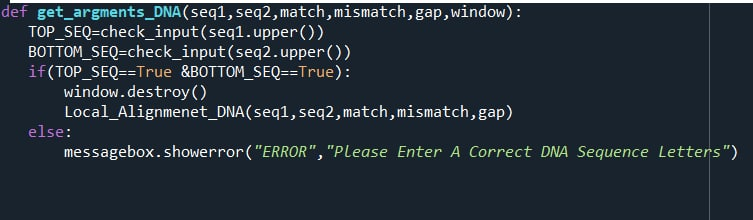 def get_argments_DNA(seq1,seq2,match,mismatch,gap,window):
    TOP_SEQ=check_input(seq1.upper())
    BOTTOM_SEQ=check_input(seq2.upper())
    if(TOP_SEQ==True &BOTTOM_SEQ==True):
        window.destroy()
        Local_Alignmenet_DNA(seq1,seq2,match,mismatch,gap)
    else:
        messagebox.showerror("ERROR","Please Enter A Correct DNA Sequence Letters")